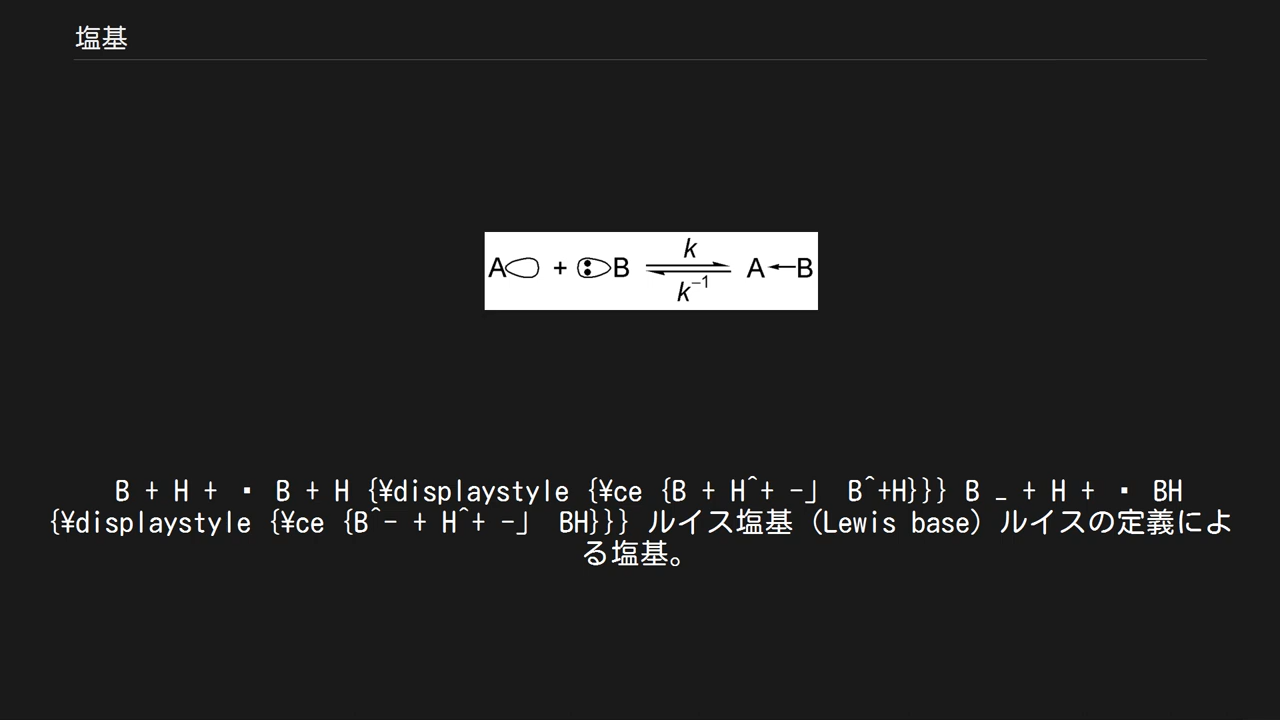 塩基
A + B k k⁻¹ A ← B
B + H + ▪ B + H {¥displaystyle {¥ce {B + H^+ -」 B^+H}}} B _ + H + ▪ BH
{¥displaystyle {¥ce {B^- + H^+ -」 BH}}} ルイス塩基（Lewis base）ルイスの定義によ
る塩基。